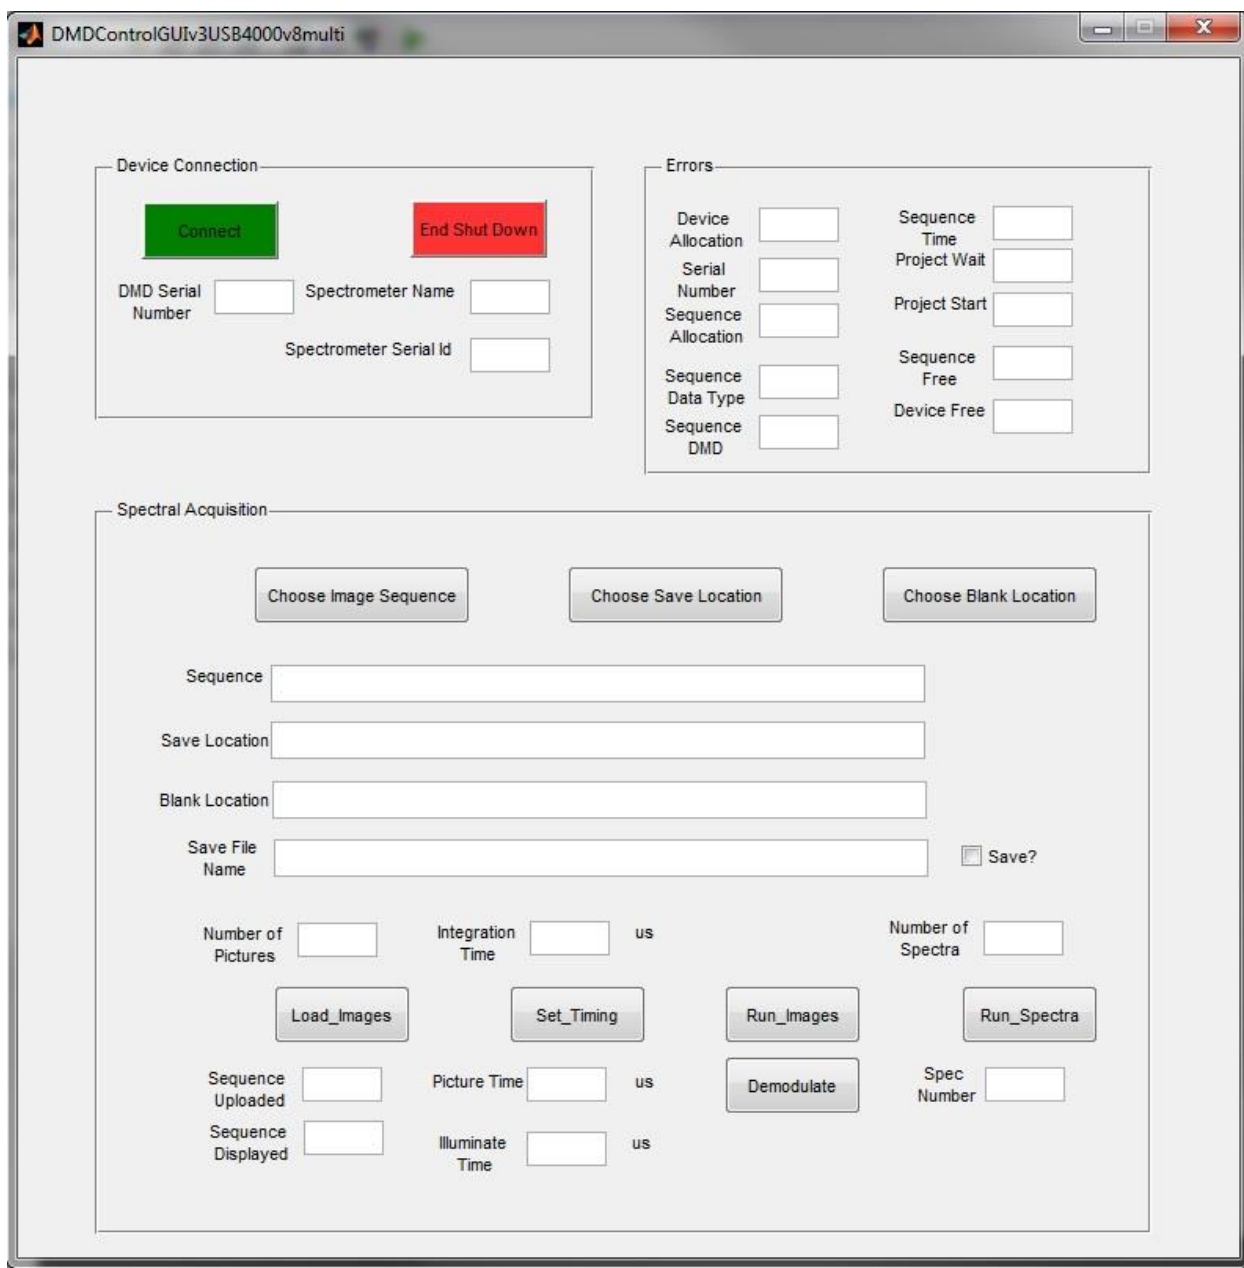 DMDControlGUIv3USB4000v8multi
Device Connection
Connect
End Shut Down
DMD Serial
Number
Spectrometer Name
Spectrometer Serial Id
Errors
Device
Allocation
Serial
Number
Sequence
Allocation
Sequence
Data Type
Sequence
DMD
Sequence
Time
Project Wait
Project Start
Sequence
Free
Device Free
Spectral Acquisition
Choose Image Sequence
Choose Save Location
Choose Blank Location
Sequence
Save Location
Blank Location
Save File
Name
Save?
Number of
Pictures
Integration
Time
us
Number of
Spectra
Load_Images
Set_Timing
Run_Images
Run_Spectra
Sequence
Uploaded
Picture Time
us
Demodulate
Spec
Number
Sequence
Displayed
Illuminate
Time
us